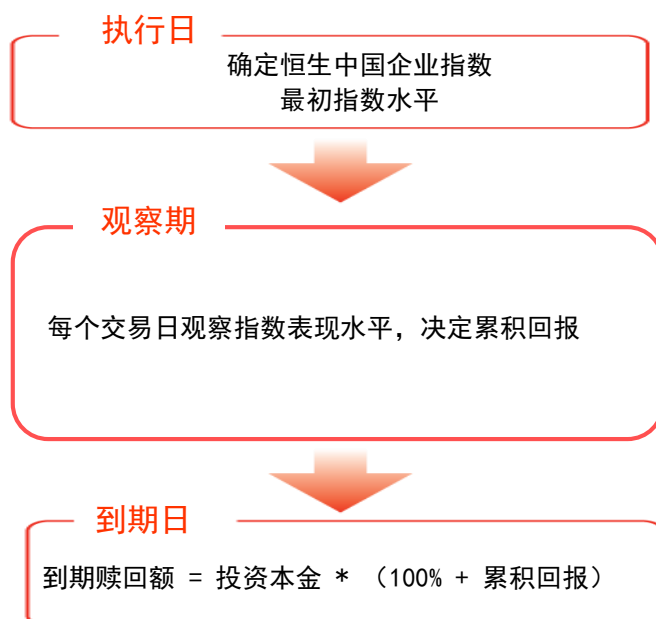 执行日
确定恒生中国企业指数
最初指数水平
观察期
每个交易日观察指数表现水平，决定累积回报
到期日
到期赎回额 = 投资本金 * （100% + 累积回报）